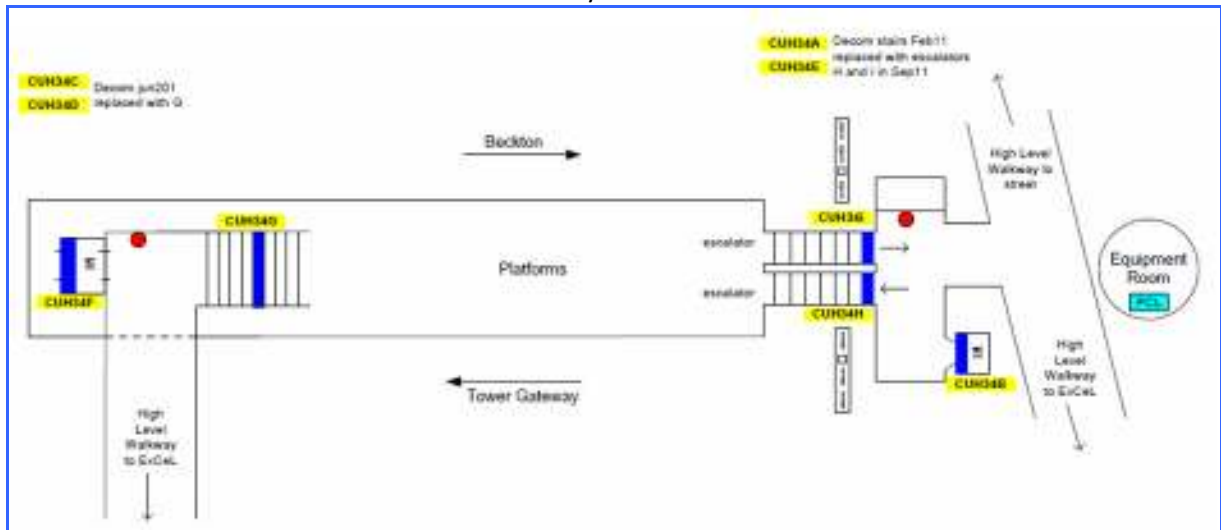 CUH34C
CUH34D
Decom jun201
replaced with G
CUH34A
CUH34E
Decom stairs Feb11
replaced with escalators
H and I in Sep11
Beckton
High Level
Walkway to
street
CUH34G
CUH34I
escalator
Platforms
escalator
CUH34F
CUH34H
Equipment
Room
PCL
Tower Gateway
CUH34B
High
Level
Walkway
to ExCeL
High
Level
Walkway
to ExCeL